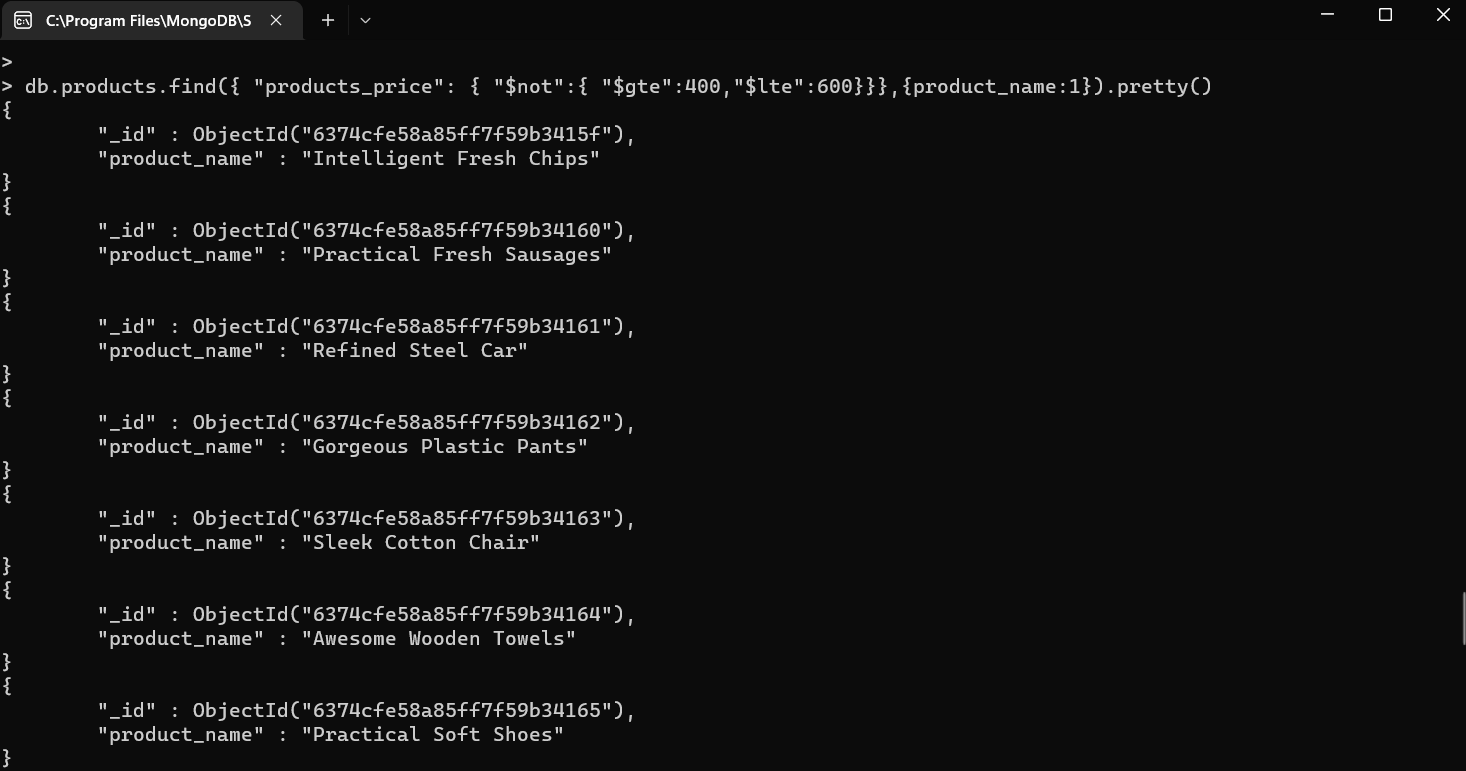 C:\Program Files\MongoDB\S
>
> db.products.find({ "products_price": { "$not":{ "$gte":400,"$lte":600}}},{product_name:1}).pretty()
{
        "_id" : ObjectId("6374cfe58a85ff7f59b3415f"),
        "product_name" : "Intelligent Fresh Chips"
}
{
        "_id" : ObjectId("6374cfe58a85ff7f59b34160"),
        "product_name" : "Practical Fresh Sausages"
}
{
        "_id" : ObjectId("6374cfe58a85ff7f59b34161"),
        "product_name" : "Refined Steel Car"
}
{
        "_id" : ObjectId("6374cfe58a85ff7f59b34162"),
        "product_name" : "Gorgeous Plastic Pants"
}
{
        "_id" : ObjectId("6374cfe58a85ff7f59b34163"),
        "product_name" : "Sleek Cotton Chair"
}
{
        "_id" : ObjectId("6374cfe58a85ff7f59b34164"),
        "product_name" : "Awesome Wooden Towels"
}
{
        "_id" : ObjectId("6374cfe58a85ff7f59b34165"),
        "product_name" : "Practical Soft Shoes"
}